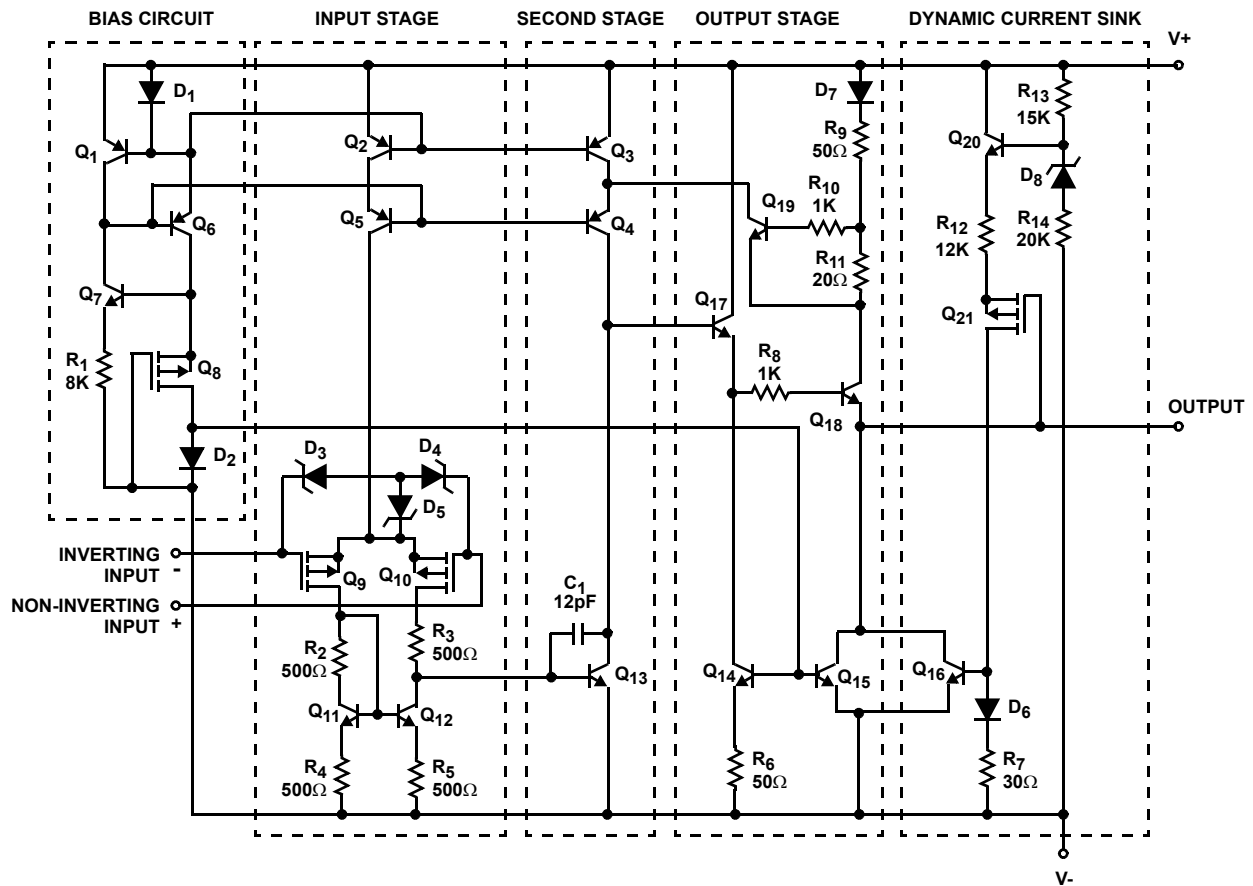 BIAS CIRCUIT
INPUT STAGE
SECOND STAGE
OUTPUT STAGE
DYNAMIC CURRENT SINK
V+
D1
D7
R13
15K
Q1
Q2
Q3
R9
50Ω
Q20
D8
Q19
R10
1K
Q6
Q5
Q4
R12
12K
R14
20K
R11
20Ω
Q7
Q17
Q21
R1
8K
Q8
R8
1K
OUTPUT
Q18
D2
D3
D4
D5
INVERTING
INPUT -
Q9
Q10
NON-INVERTING
INPUT +
C1
12pF
R2
500Ω
R3
500Ω
Q13
Q14
Q15
Q16
Q11
Q12
D6
R4
500Ω
R5
500Ω
R6
50Ω
R7
30Ω
V-